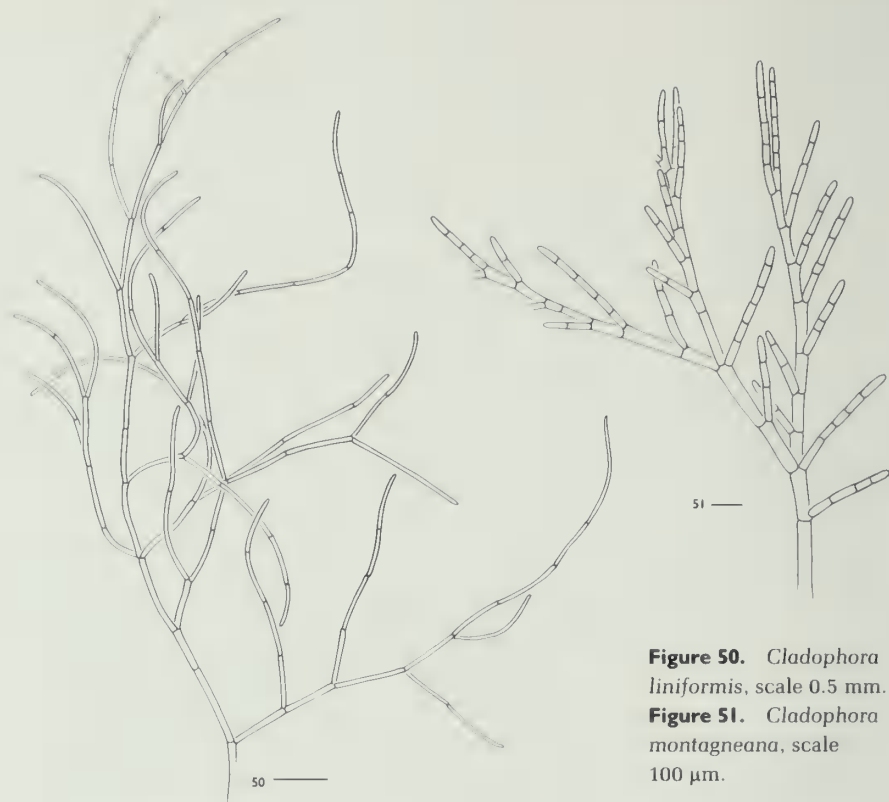 51
50
Figure 50. Cladophora
liniformis, scale 0.5 mm.
Figure 51. Cladophora
montagneana, scale
100 µm.